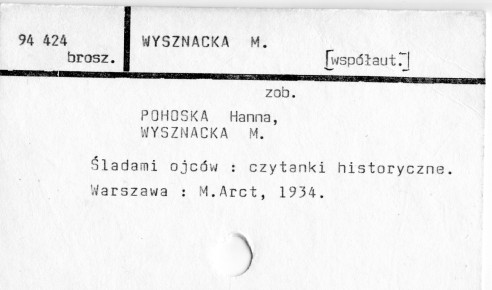 94 424 WYSZNACKA M.
brosz. [współaut.]
zob.
POHOSKA Hanna,
WYSZNACKA M.
Śladami ojców : czytanki historyczne.
Warszawa : M.Arct, 1934.